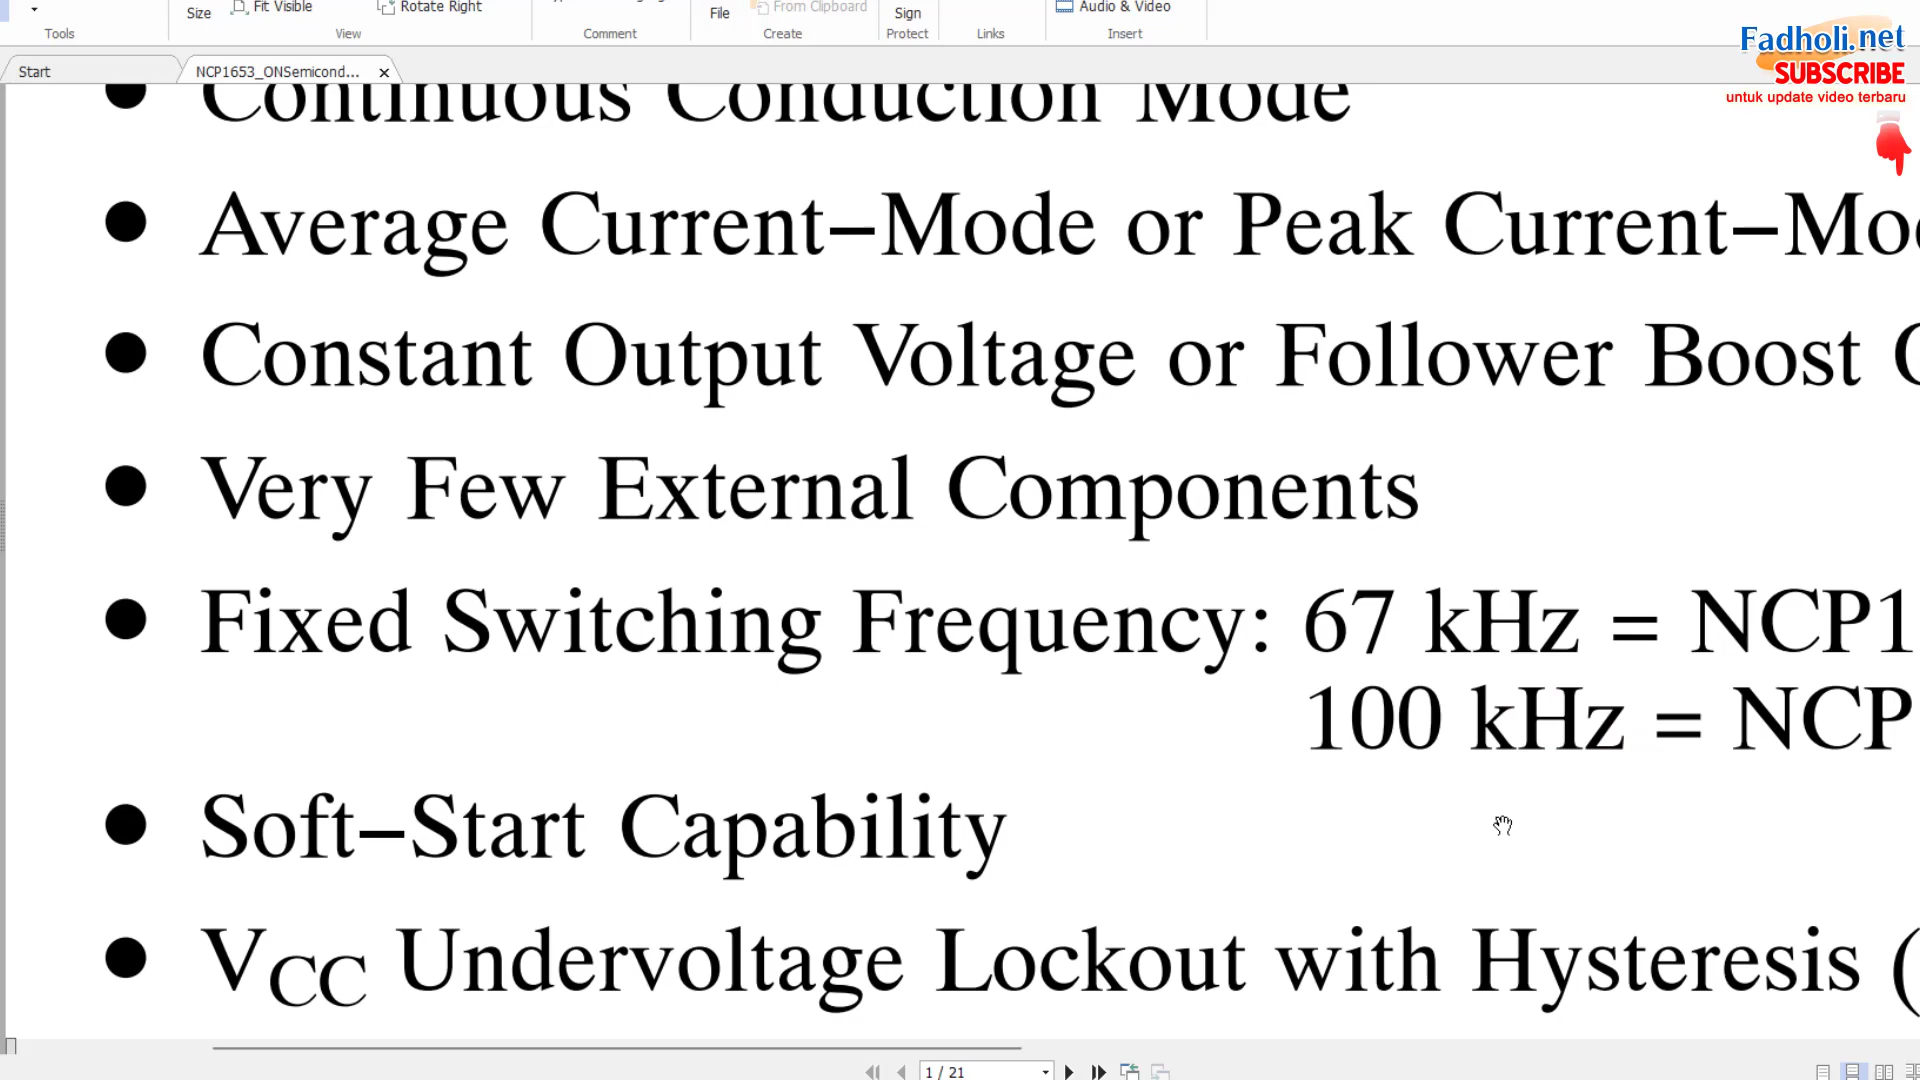 Size
Fit Visible
Rotate Right
File
From Clipboard
Sign
Audio & Video
Tools
View
Comment
Create
Protect
Links
Insert
Fadholi.net
SUBSCRIBE
untuk update video terbaru
Start
NCP1653_ONSemicond...
Continuous Conduction Mode
● Average Current–Mode or Peak Current–Mo
● Constant Output Voltage or Follower Boost
● Very Few External Components
● Fixed Switching Frequency: 67 kHz = NCP1
100 kHz = NCP
● Soft–Start Capability
● VCC Undervoltage Lockout with Hysteresis (
1 / 21